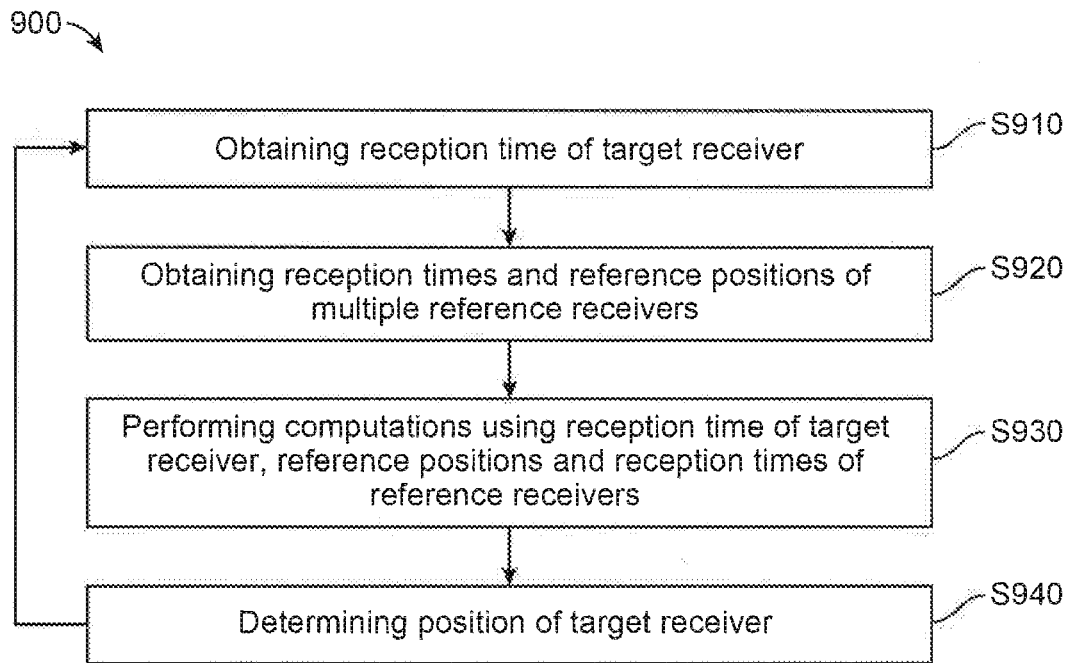 900
Obtaining reception time of target receiver
S910
Obtaining reception times and reference positions of
multiple reference receivers
S920
Performing computations using reception time of target
receiver, reference positions and reception times of
reference receivers
S930
Determining position of target receiver
S940